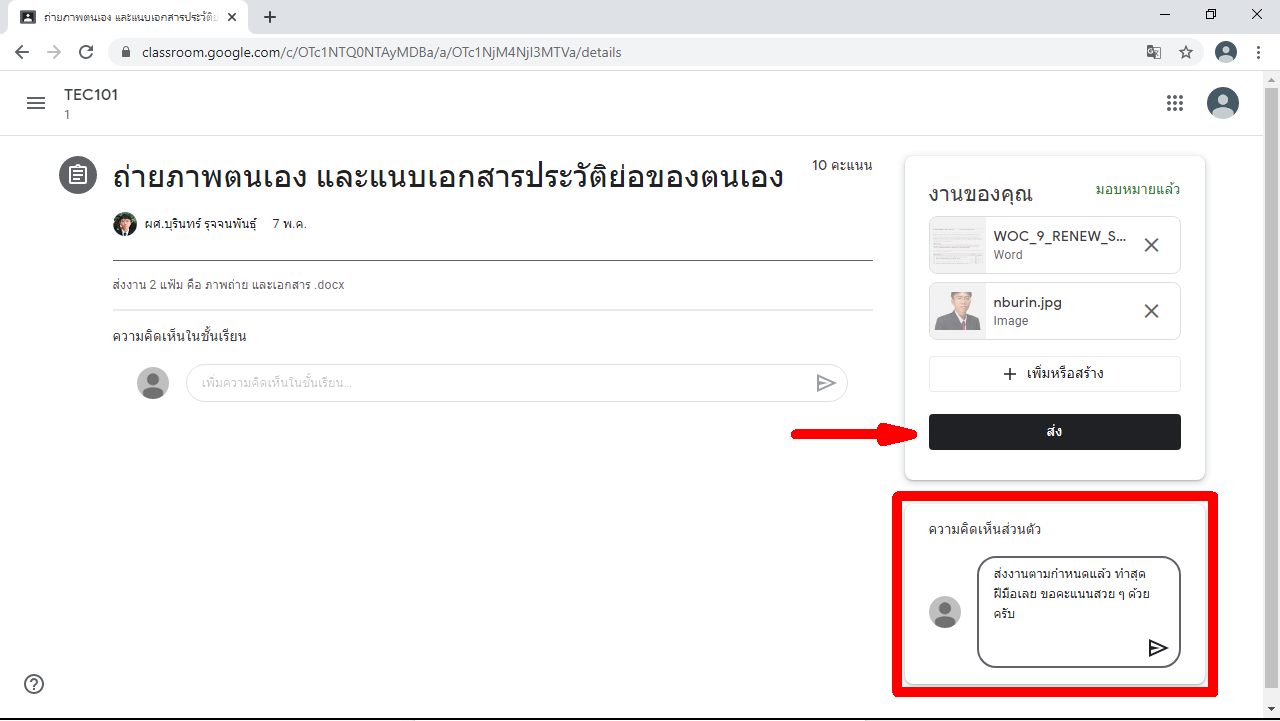 ถ่ายภาพตนเอง และแนบเอกสารประวัติย่
classroom.google.com/c/OTc1NTQ0NTAyMDBa/a/OTc1NjM4NjI3MTVa/details
TEC101
1
ถ่ายภาพตนเอง และแนบเอกสารประวัติย่อของตนเอง
10 คะแนน
ผศ.บุรินทร์ รุจจนพันธุ์ 7 พ.ค.
ส่งงาน 2 แฟ้ม คือ ภาพถ่าย และเอกสาร .docx
ความคิดเห็นในชั้นเรียน
เพิ่มความคิดเห็นในชั้นเรียน...
งานของคุณ
มอบหมายแล้ว
WOC_9_RENEW_S...
Word
nburin.jpg
Image
+ เพิ่มหรือสร้าง
ส่ง
ความคิดเห็นส่วนตัว
ส่งงานตามกำหนดแล้ว ทำสุด
ฝีมือเลย ขอคะแนนสวย ๆ ด้วย
ครับ